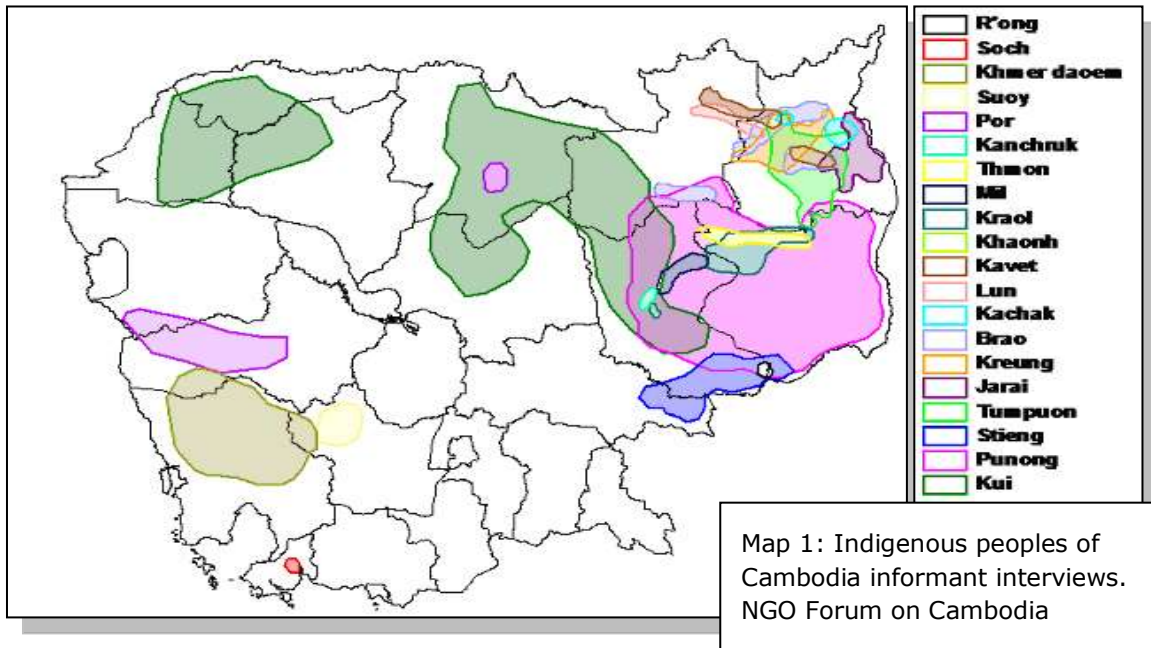 R'ong
Soch
Khmer daoem
Suoy
Por
Kanchruk
Thmon
Mil
Kraol
Khaonh
Kavet
Lun
Kachak
Brao
Kreung
Jarai
Tumpuon
Stieng
Punong
Kui
Map 1: Indigenous peoples of
Cambodia informant interviews.
NGO Forum on Cambodia